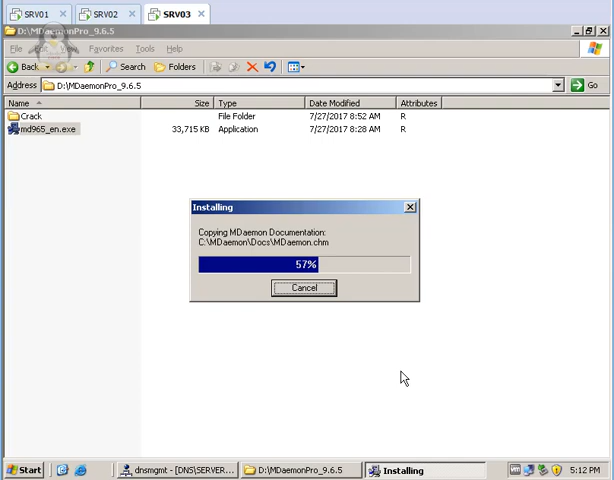 SRV01
SRV02
SRV03
D:\MDaemonPro_9.6.5
File Edit View Favorites Tools Help
Back Search Folders
Address D:\MDaemonPro_9.6.5 Go
Name Size Type Date Modified Attributes
Crack File Folder 7/27/2017 8:52 AM R
md965_en.exe 33,715 KB Application 7/27/2017 8:28 AM R
Installing
Copying MDaemon Documentation:
C:\MDaemon\Docs\MDaemon.chm
57%
Cancel
Start dnsmgmt - [DNS\SERVER... D:\MDaemonPro_9.6.5 Installing 5:12 PM